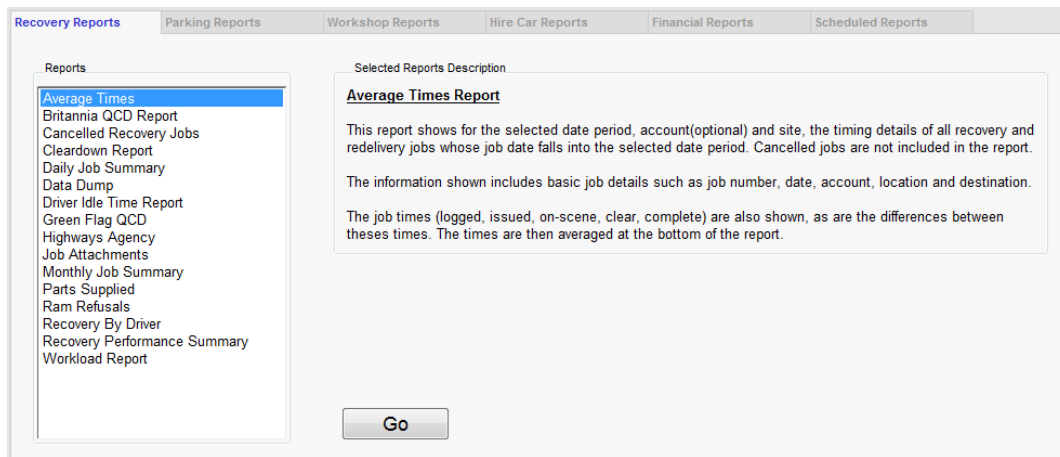 Recovery Reports
Parking Reports
Workshop Reports
Hire Car Reports
Financial Reports
Scheduled Reports
Reports
Average Times
Britannia QCD Report
Cancelled Recovery Jobs
Cleardown Report
Daily Job Summary
Data Dump
Driver Idle Time Report
Green Flag QCD
Highways Agency
Job Attachments
Monthly Job Summary
Parts Supplied
Ram Refusals
Recovery By Driver
Recovery Performance Summary
Workload Report
Selected Reports Description
Average Times Report
This report shows for the selected date period, account(optional) and site, the timing details of all recovery and
redelivery jobs whose job date falls into the selected date period. Cancelled jobs are not included in the report.
The information shown includes basic job details such as job number, date, account, location and destination.
The job times (logged, issued, on-scene, clear, complete) are also shown, as are the differences between
theses times. The times are then averaged at the bottom of the report.
Go